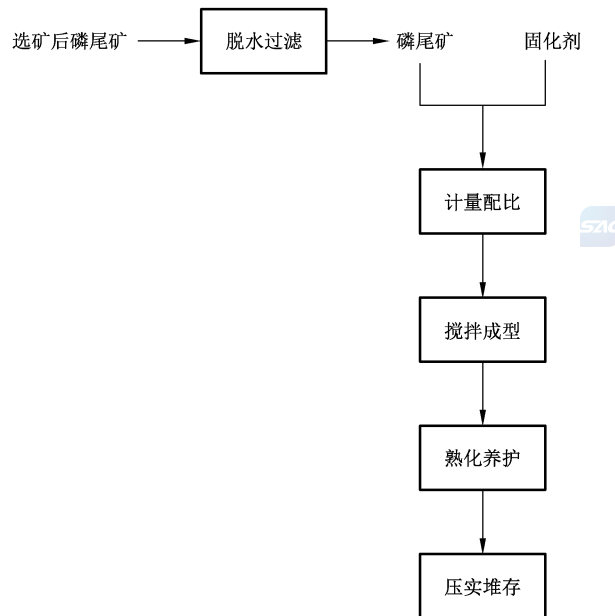 选矿后磷尾矿
脱水过滤
磷尾矿
固化剂
计量配比
SAC
搅拌成型
熟化养护
压实堆存